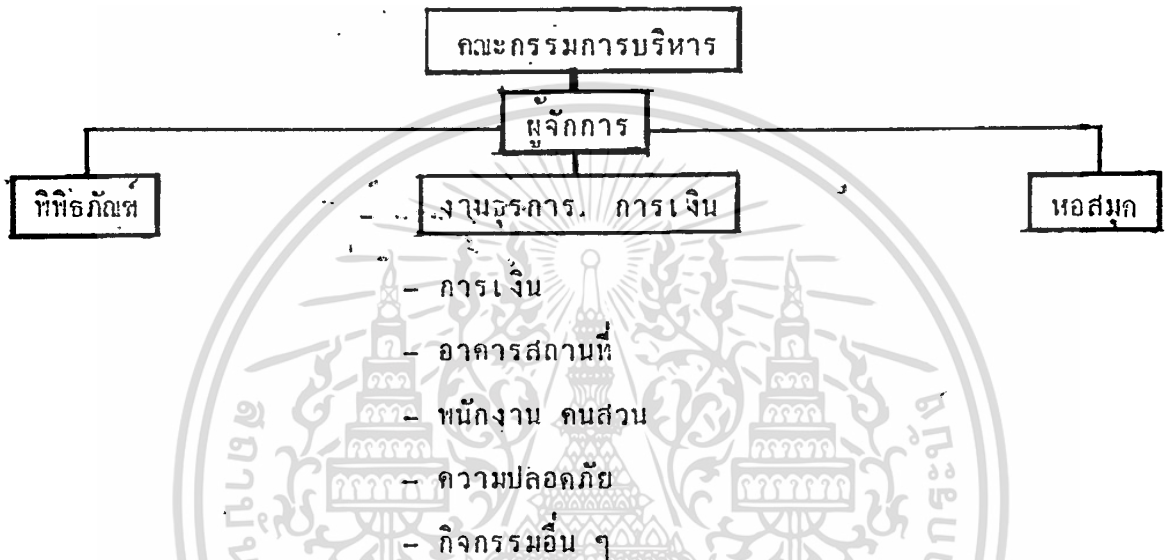 คณะกรรมการบริหาร
ผู้จัดการ
พิพิธภัณฑ์
งานธุรการ. การเงิน
หอสมุด
- การเงิน
- อาคารสถานที่
- พนักงาน คนสวน
- ความปลอดภัย
- กิจกรรมอื่น ๆ